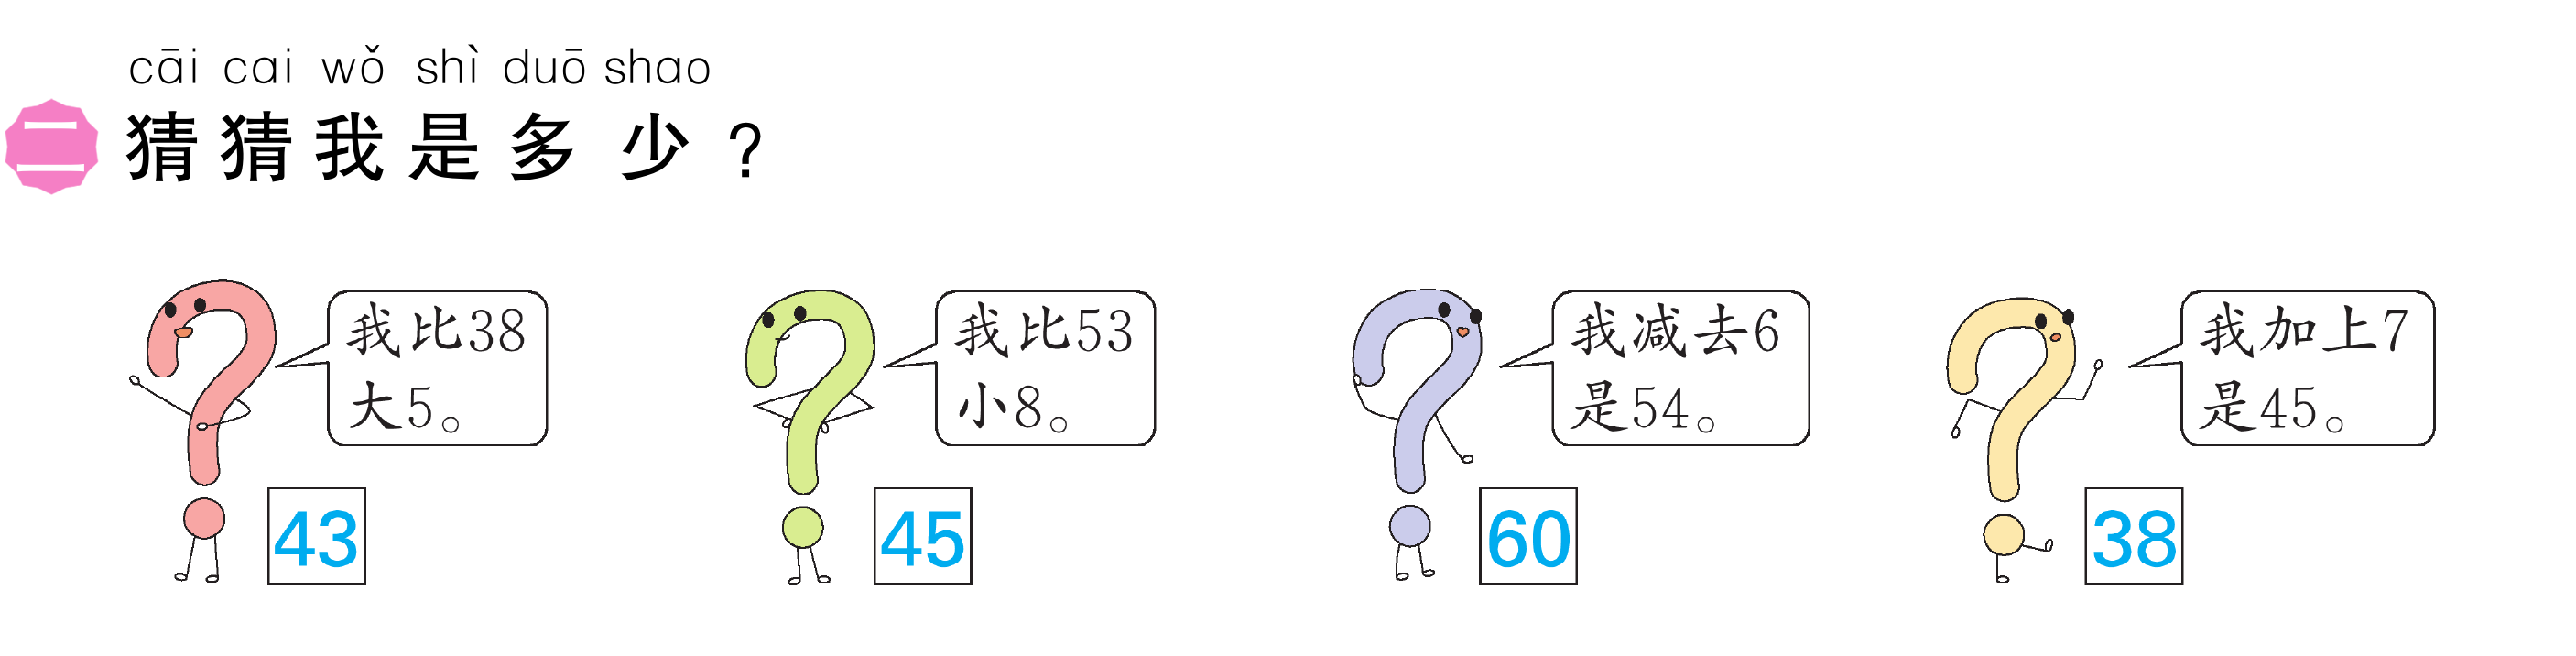 cāi cai wǒ shì duō shao
二 猜猜我是多少?
我比38
大5。
43
我比53
小8。
45
我减去6
是54。
60
我加上7
是45。
38